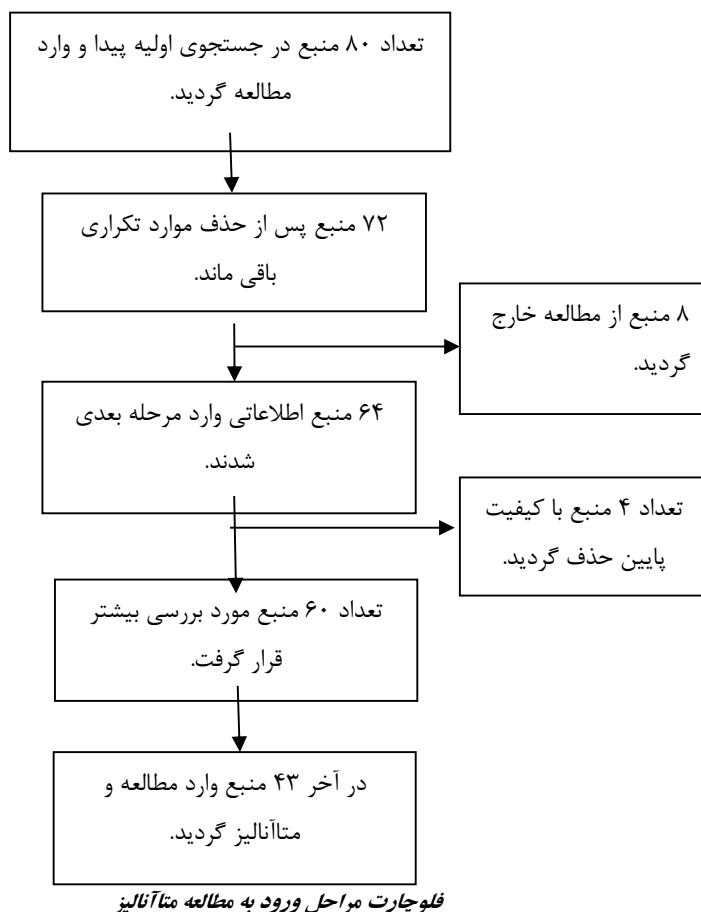 تعداد ۸۰ منبع در جستجوی اولیه پیدا و وارد
مطالعه گردید.
۷۲ منبع پس از حذف موارد تکراری
باقی ماند.
۸ منبع از مطالعه خارج
گردید.
۶۴ منبع اطلاعاتی وارد مرحله بعدی
شدند.
تعداد ۴ منبع با کیفیت
پایین حذف گردید.
تعداد ۶۰ منبع مورد بررسی بیشتر
قرار گرفت.
در آخر ۴۳ منبع وارد مطالعه و
متاآنالیز گردید.
فلوچارت مراحل ورود به مطالعه متاآنالیز